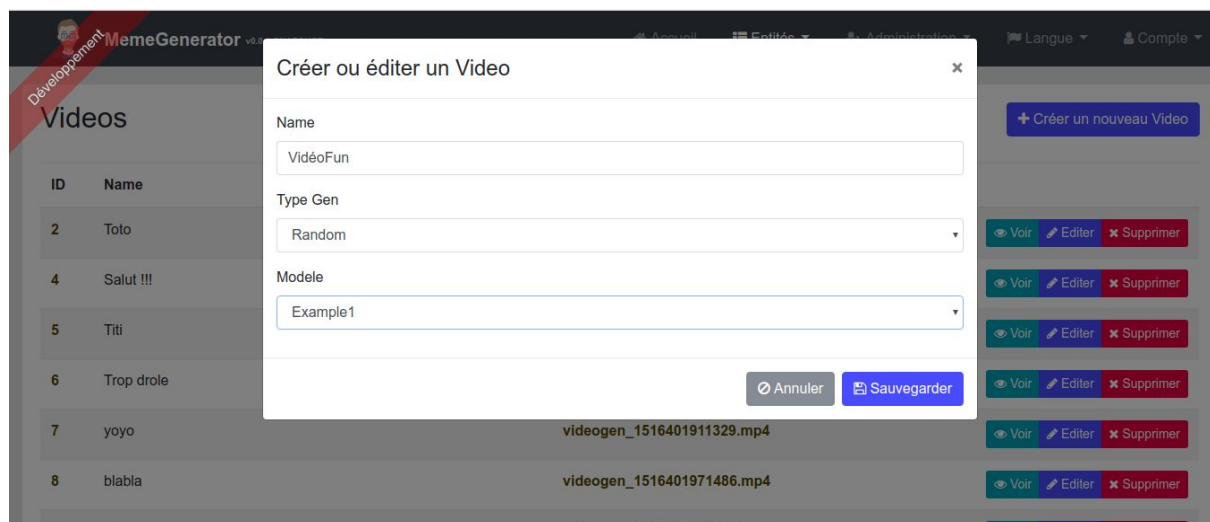 Développement
MemeGenerator
Accueil Entités Administration Langue Compte
Créer ou éditer un Video ×
Videos
+ Créer un nouveau Video
Name
VidéoFun
ID Name
Type Gen
2 Toto Random Voir Editer Supprimer
Modele
4 Salut !!! Voir Editer Supprimer
Example1
5 Titi Voir Editer Supprimer
6 Trop drole Voir Editer Supprimer
Annuler Sauvegarder
7 yoyo videogen_1516401911329.mp4 Voir Editer Supprimer
8 blabla videogen_1516401971486.mp4 Voir Editer Supprimer